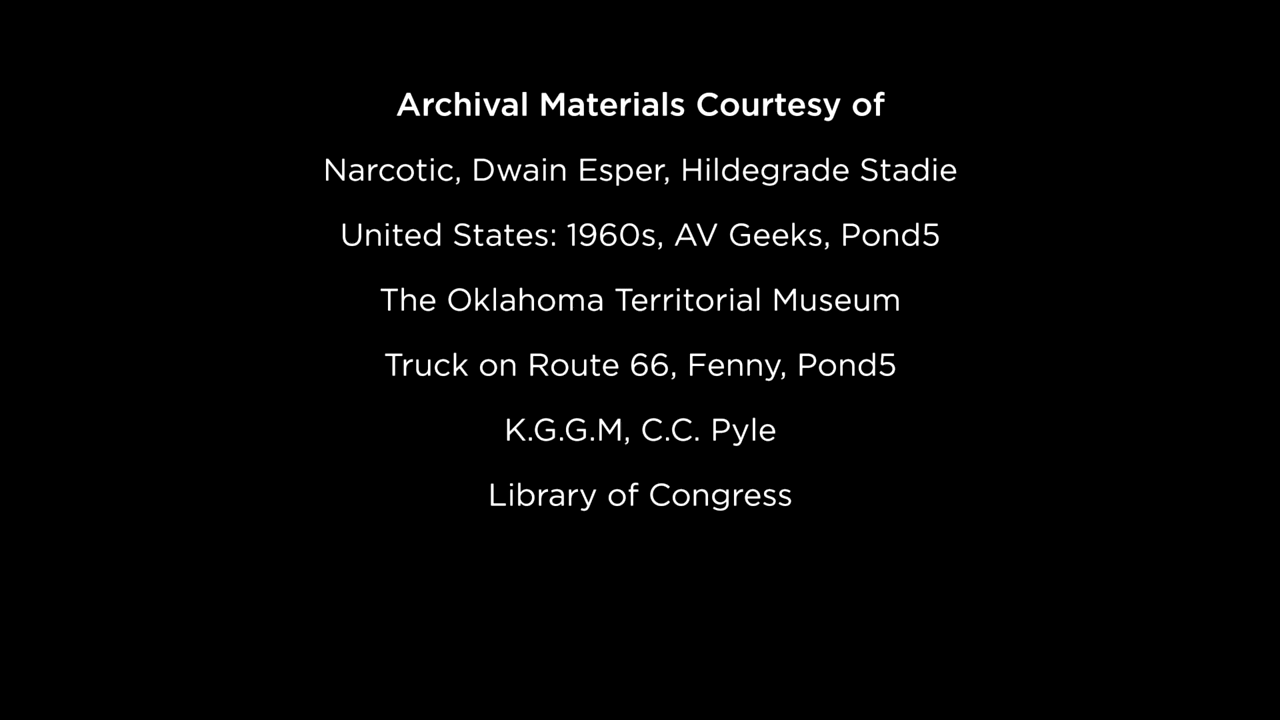 Archival Materials Courtesy of
Narcotic, Dwain Esper, Hildegrade Stadie
United States: 1960s, AV Geeks, Pond5
The Oklahoma Territorial Museum
Truck on Route 66, Fenny, Pond5
K.G.G.M, C.C. Pyle
Library of Congress